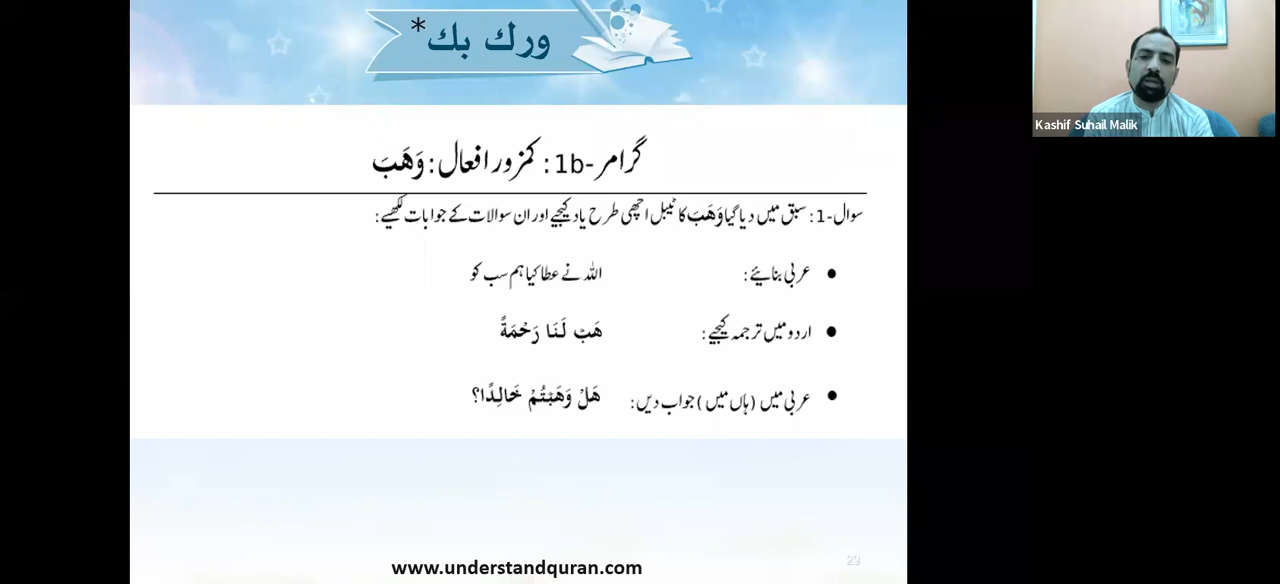 ورك بك*
Kashif Suhail Malik
گرامر-1b: کمزور افعال: وَهَبَ
سوال-1: سبق میں دیا گیا وَهَبَ کا ٹیبل اچھی طرح یاد کیجیے اور ان سوالات کے جوابات لکھیے:
• عربی بنائیے: اللہ نے عطا کیا ہم سب کو
• اردو میں ترجمہ کیجیے: هَبْ لَنَا رَحْمَةً
• عربی میں (ہاں میں) جواب دیں: هَلْ وَهَبْتُمْ خَالِدًا؟
www.understandquran.com
29